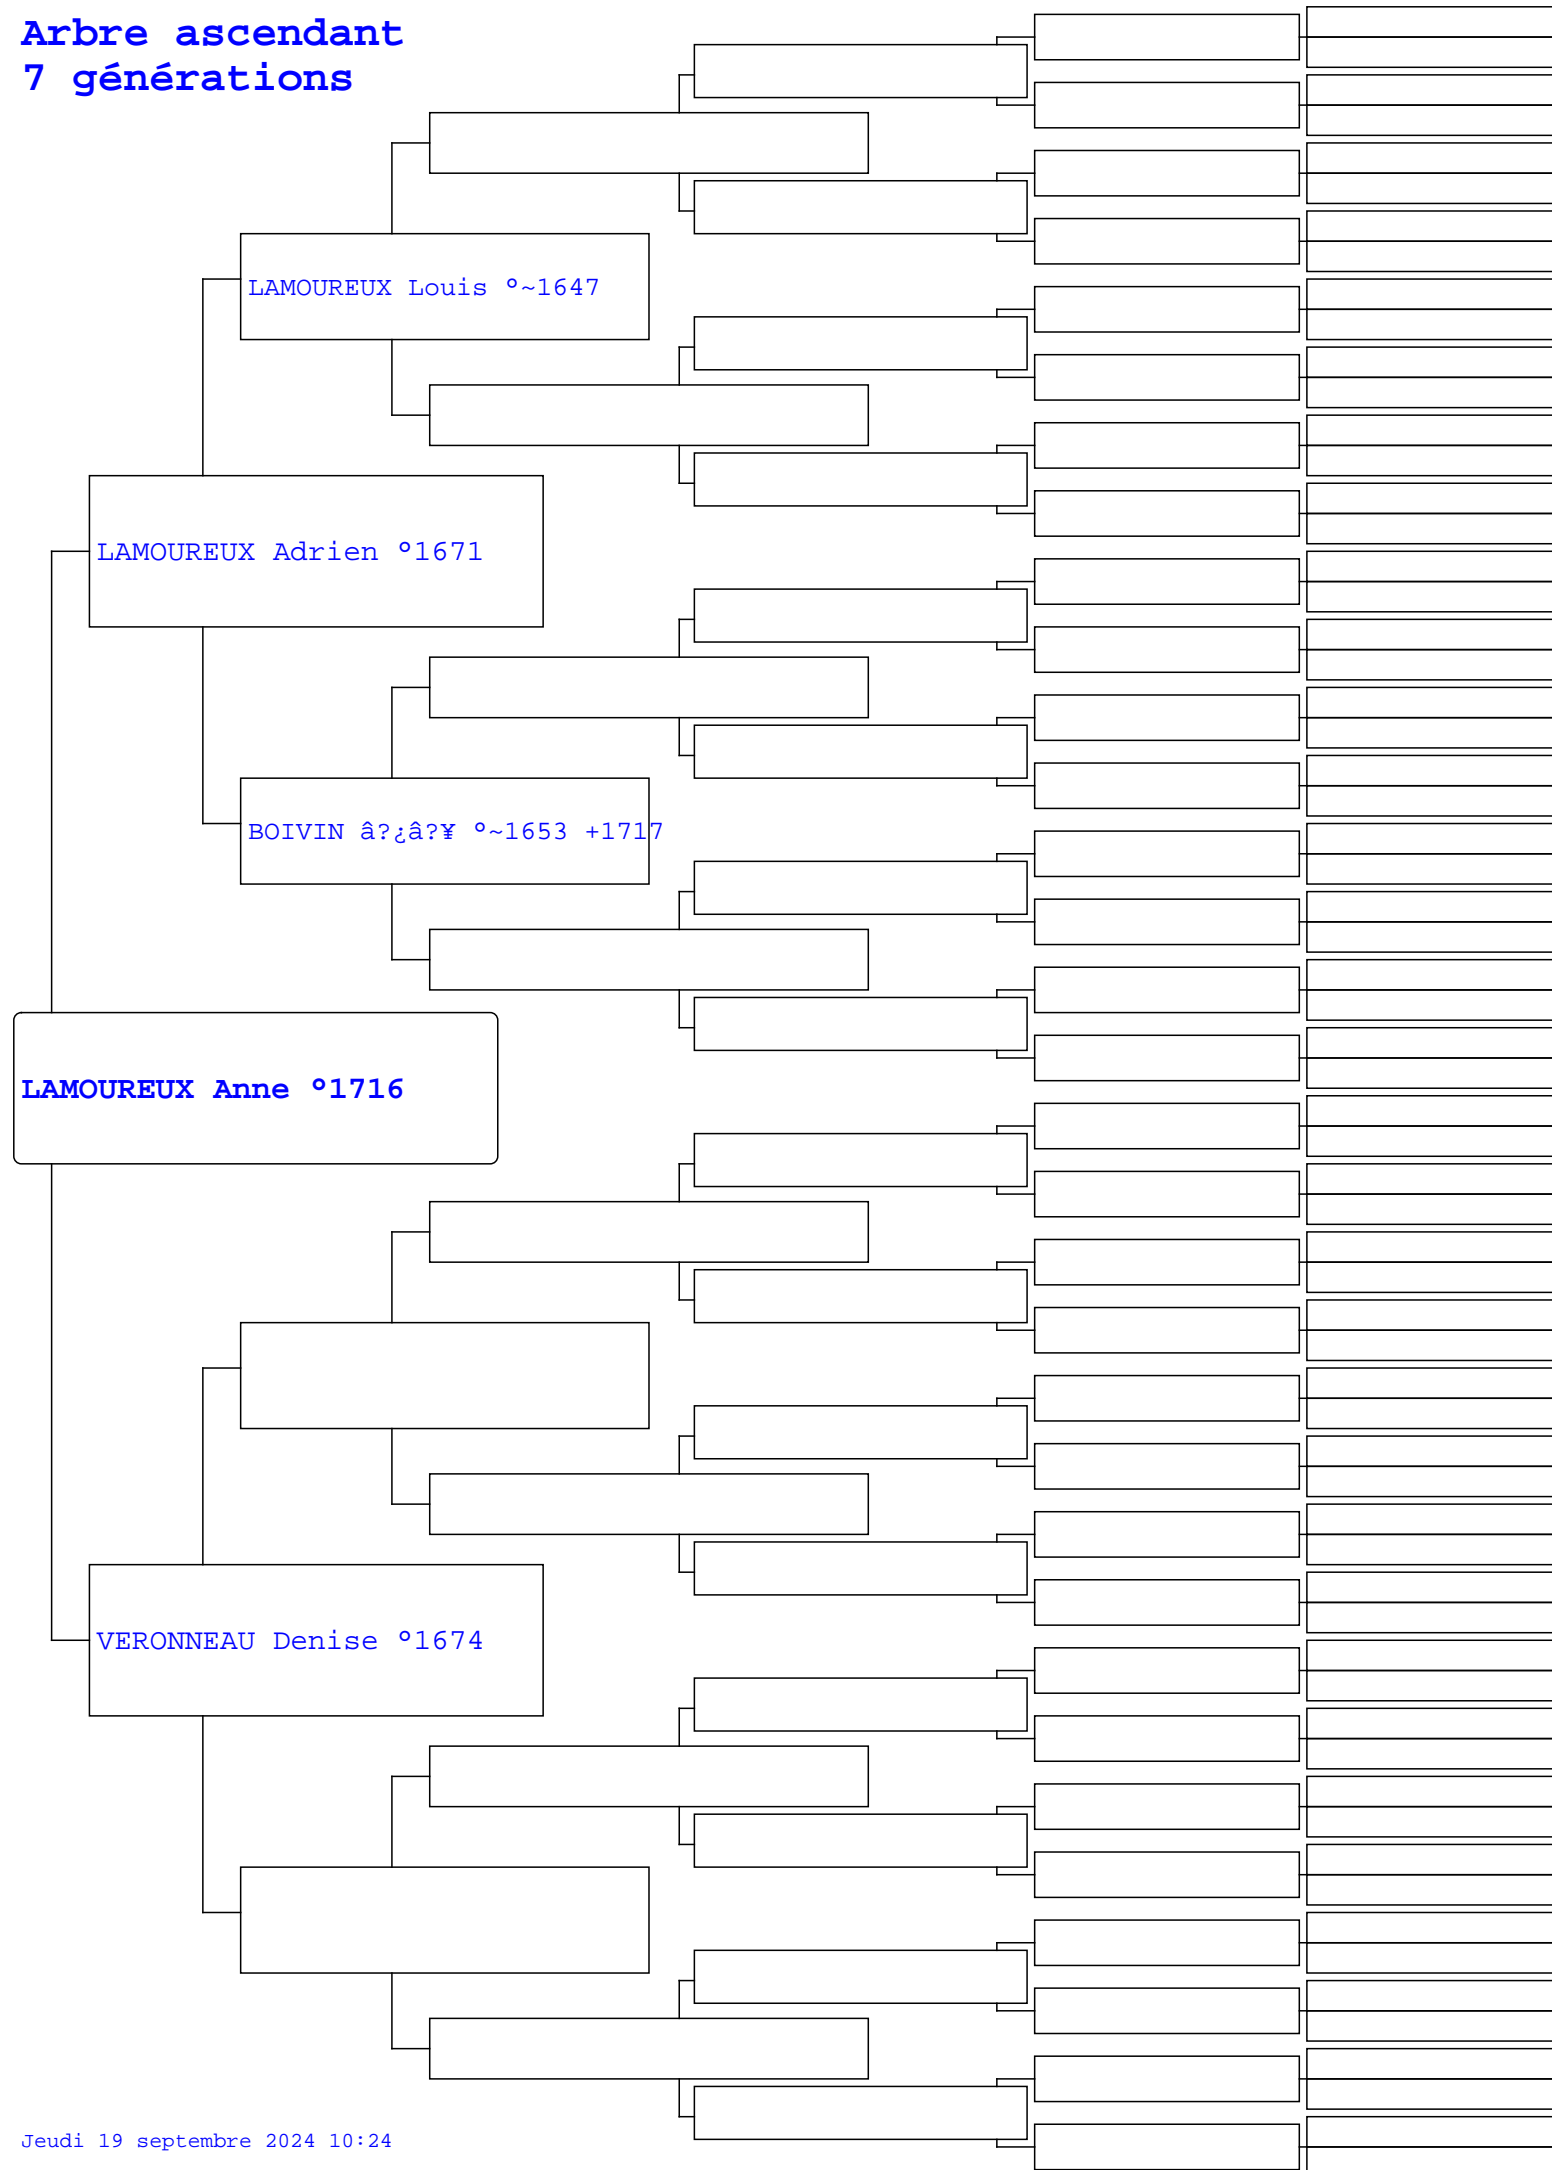 Arbre ascendant
7 générations
LAMOUREUX Louis °~1647
LAMOUREUX Adrien °1671
BOIVIN â?¿â?¥ °~1653 +1717
LAMOUREUX Anne °1716
VERONNEAU Denise °1674
Jeudi 19 septembre 2024 10:24